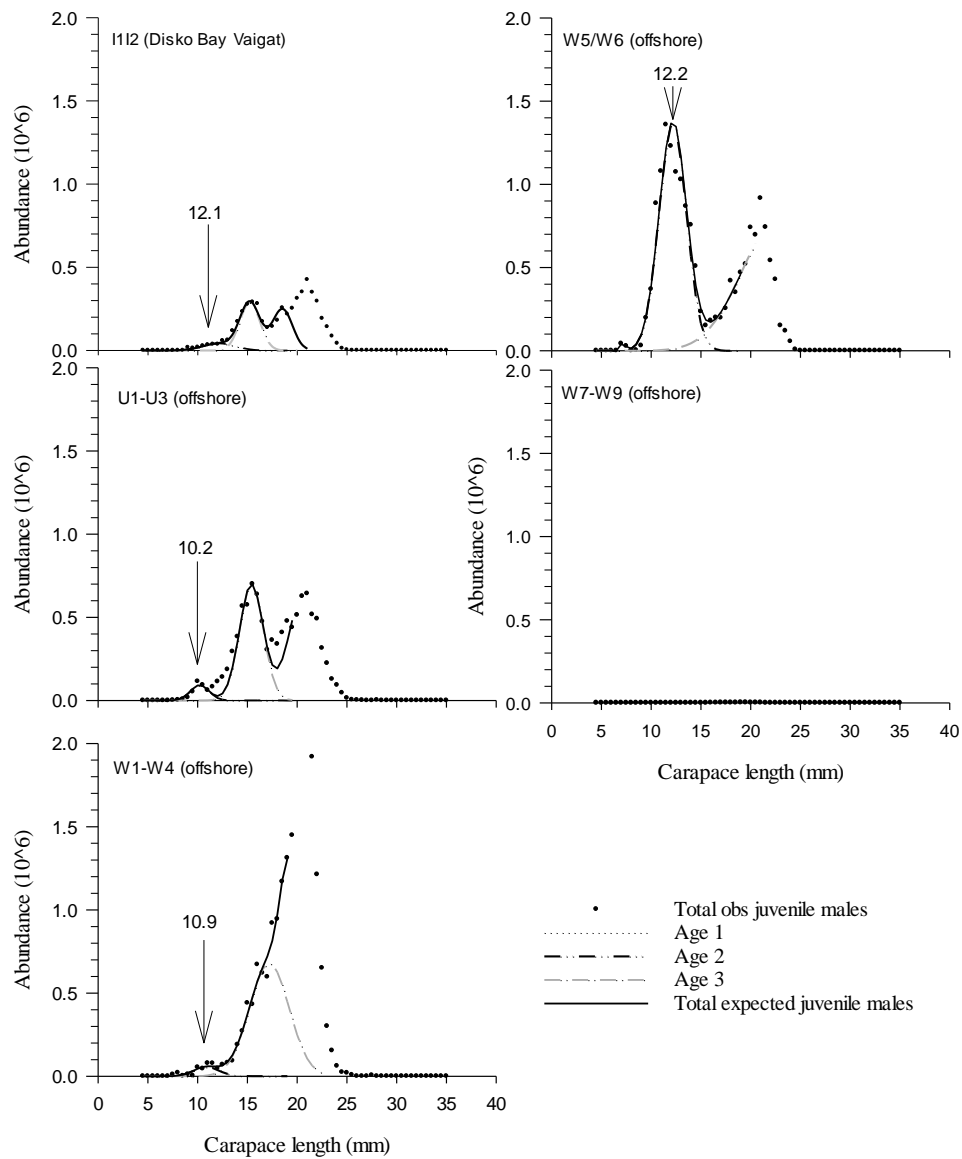 I1I2 (Disko Bay Vaigat)
Abundance (10^6)
2.0
1.5
1.0
0.5
0.0
12.1
W5/W6 (offshore)
Abundance (10^6)
2.0
1.5
1.0
0.5
0.0
12.2
U1-U3 (offshore)
Abundance (10^6)
2.0
1.5
1.0
0.5
0.0
10.2
W7-W9 (offshore)
Abundance (10^6)
2.0
1.5
1.0
0.5
0.0
0 5 10 15 20 25 30 35 40
Carapace length (mm)
W1-W4 (offshore)
Abundance (10^6)
2.0
1.5
1.0
0.5
0.0
10.9
0 5 10 15 20 25 30 35 40
Carapace length (mm)
Total obs juvenile males
Age 1
Age 2
Age 3
Total expected juvenile males